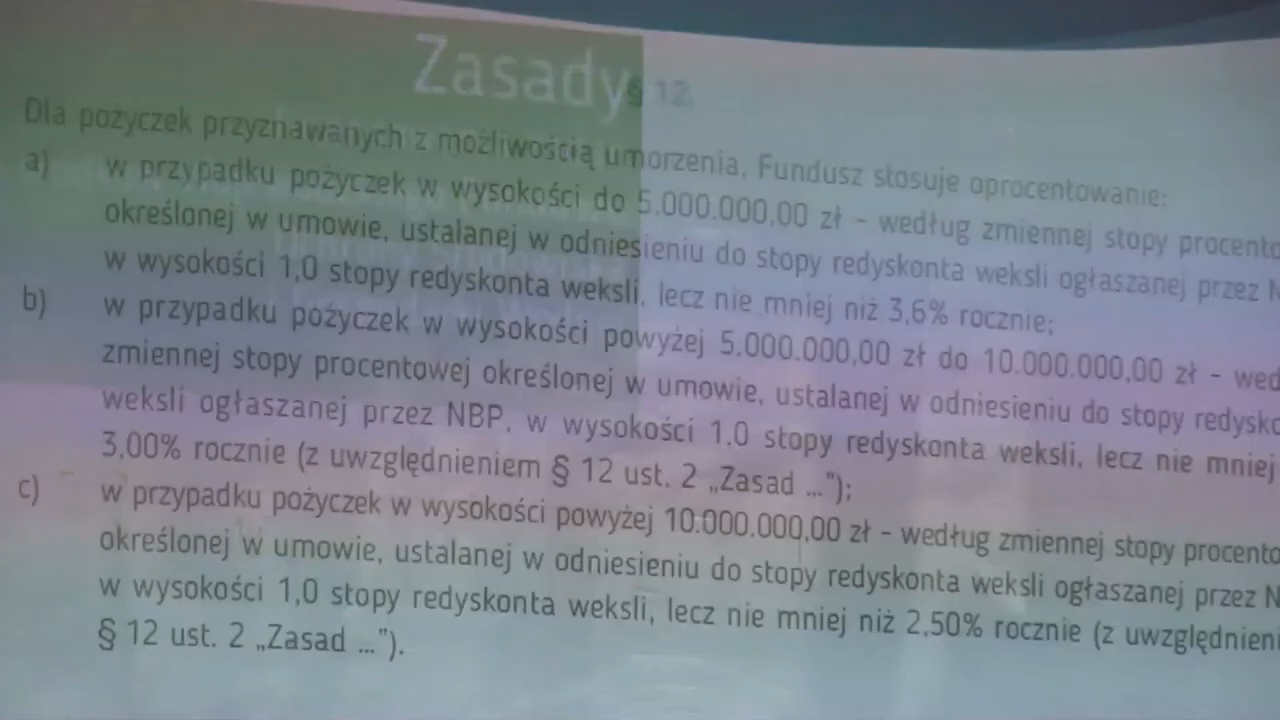 Zasady
§ 12.
Dla pożyczek przyznawanych z możliwością umorzenia, Fundusz stosuje oprocentowanie:
a) w przypadku pożyczek w wysokości do 5.000.000,00 zł - według zmiennej stopy procento
określonej w umowie, ustalanej w odniesieniu do stopy redyskonta weksli ogłaszanej przez N
w wysokości 1,0 stopy redyskonta weksli, lecz nie mniej niż 3,6% rocznie;
b) w przypadku pożyczek w wysokości powyżej 5.000.000,00 zł do 10.000.000,00 zł - wed
zmiennej stopy procentowej określonej w umowie, ustalanej w odniesieniu do stopy redysko
weksli ogłaszanej przez NBP, w wysokości 1,0 stopy redyskonta weksli, lecz nie mniej
3,00% rocznie (z uwzględnieniem § 12 ust. 2 „Zasad ...");
c) w przypadku pożyczek w wysokości powyżej 10.000.000,00 zł - według zmiennej stopy procento
określonej w umowie, ustalanej w odniesieniu do stopy redyskonta weksli ogłaszanej przez N
w wysokości 1,0 stopy redyskonta weksli, lecz nie mniej niż 2,50% rocznie (z uwzględnieni
§ 12 ust. 2 „Zasad ...").